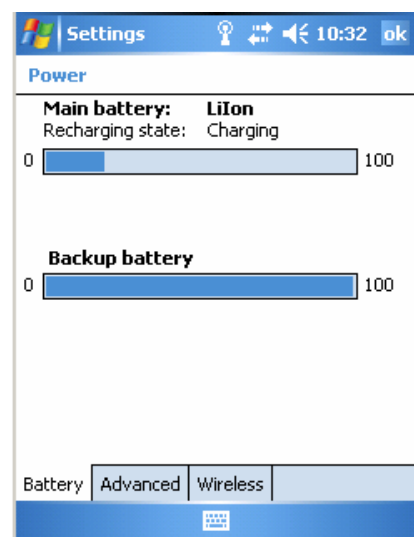 Settings 10:32 ok
Power
Main battery: LiIon
Recharging state: Charging
0 100
Backup battery
0 100
Battery Advanced Wireless